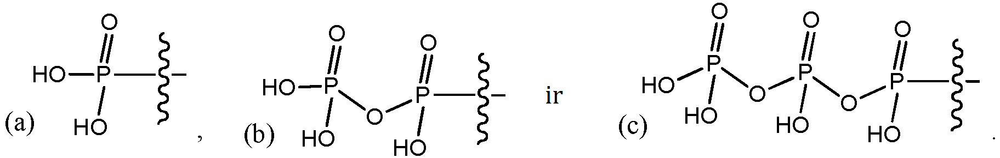 O O O O O O
HO P HO P P ir HO P P P
O O O
(a) HO , (b) HO HO (c) HO HO HO .